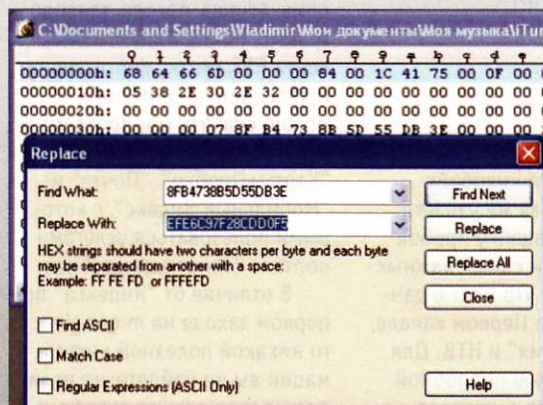 C:\Documents and Settings\Vladimir\Мои документы\Моя музыка\iTun
0 1 2 3 4 5 6 7 8 9 a b c d e
00000000h: 68 64 66 6D 00 00 00 84 00 1C 41 75 00 0F 00
00000010h: 05 38 2E 30 2E 32 00 00 00 00 00 00 00 00 00
00000020h: 00 00 00 00 00 00 00 00 00 00 00 00 00 00 00
00000030h: 00 00 00 07 8F B4 73 8B 5D 55 DB 3E 00 00 00
Replace
Find What: 8FB4738B5D55DB3E Find Next
Replace With: EFE6C97F28CDD0F5 Replace
HEX strings should have two characters per byte and each byte
may be separated from another with a space:
Example: FF FE FD, or FFFEFD
Replace All
Close
Find ASCII
Match Case
Regular Expressions (ASCII Only) Help